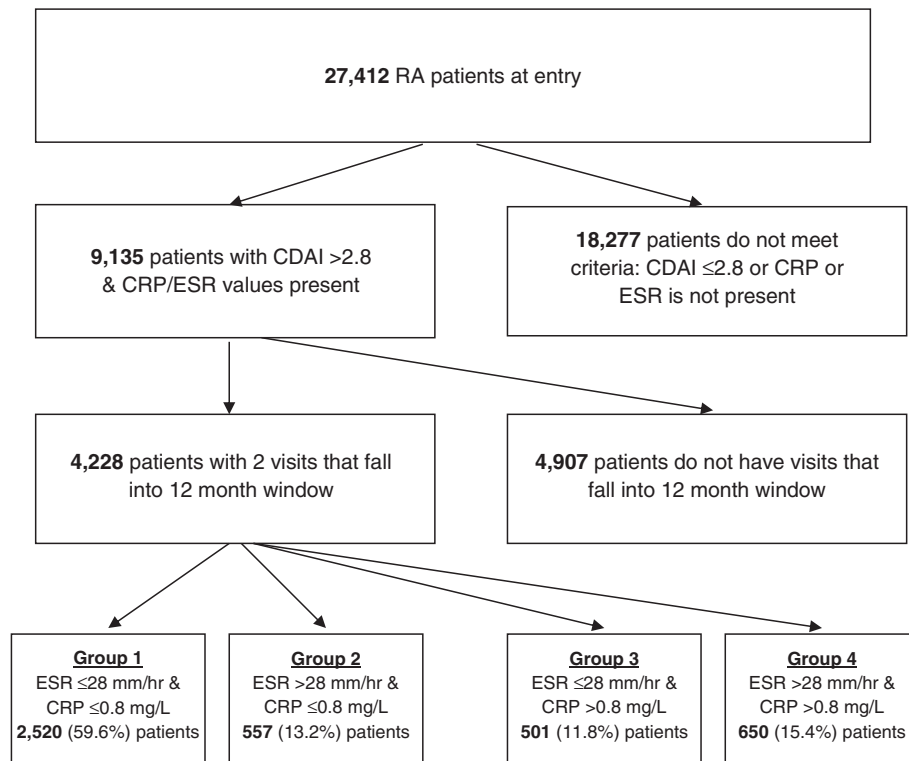 27,412 RA patients at entry
9,135 patients with CDAI >2.8
& CRP/ESR values present
18,277 patients do not meet
criteria: CDAI ≤2.8 or CRP or
ESR is not present
4,228 patients with 2 visits that fall
into 12 month window
4,907 patients do not have visits that
fall into 12 month window
Group 1
ESR ≤28 mm/hr &
CRP ≤0.8 mg/L
2,520 (59.6%) patients
Group 2
ESR >28 mm/hr &
CRP ≤0.8 mg/L
557 (13.2%) patients
Group 3
ESR ≤28 mm/hr &
CRP >0.8 mg/L
501 (11.8%) patients
Group 4
ESR >28 mm/hr &
CRP >0.8 mg/L
650 (15.4%) patients